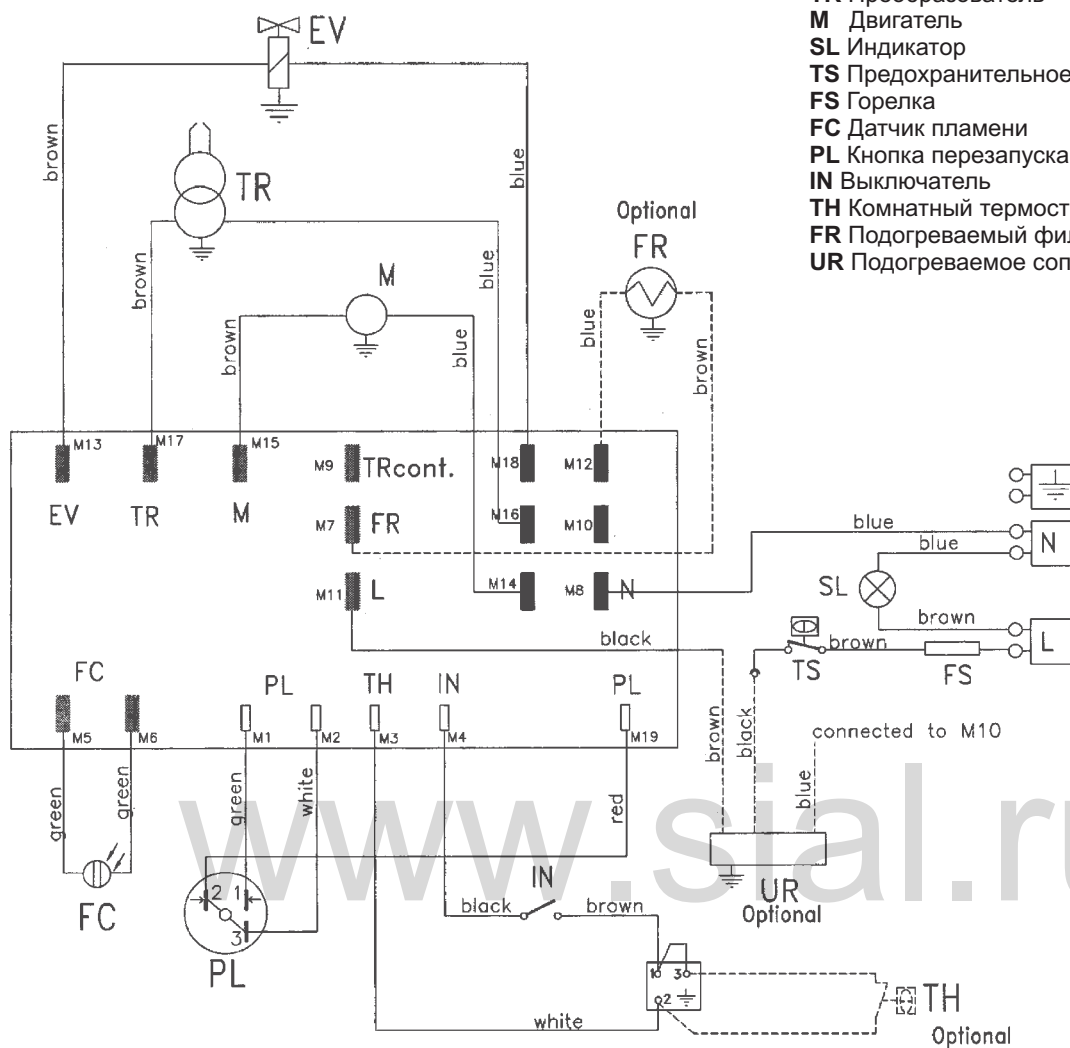 TR Преобразователь
M Двигатель
SL Индикатор
TS Предохранительное
FS Горелка
FC Датчик пламени
PL Кнопка перезапуска
IN Выключатель
TH Комнатный
FR Подогреваемый
UR Подогреваемое
EV
brown
blue
TR
brown
blue
M
brown
blue
Optional
FR
blue
brown
M13
M17
M15
M9
TRcont.
M18
M12
EV
TR
M
M7
FR
M16
M10
M11
L
M14
M8
N
blue
blue
N
SL
brown
L
black
TS
brown
FS
FC
PL
TH
IN
PL
M5
M6
M1
M2
M3
M4
M19
brown
black
blue
connected to M10
green
green
green
white
red
www.sial.ru
FC
2
1
3
PL
black
IN
brown
UR
Optional
1
3
2
white
TH
Optional